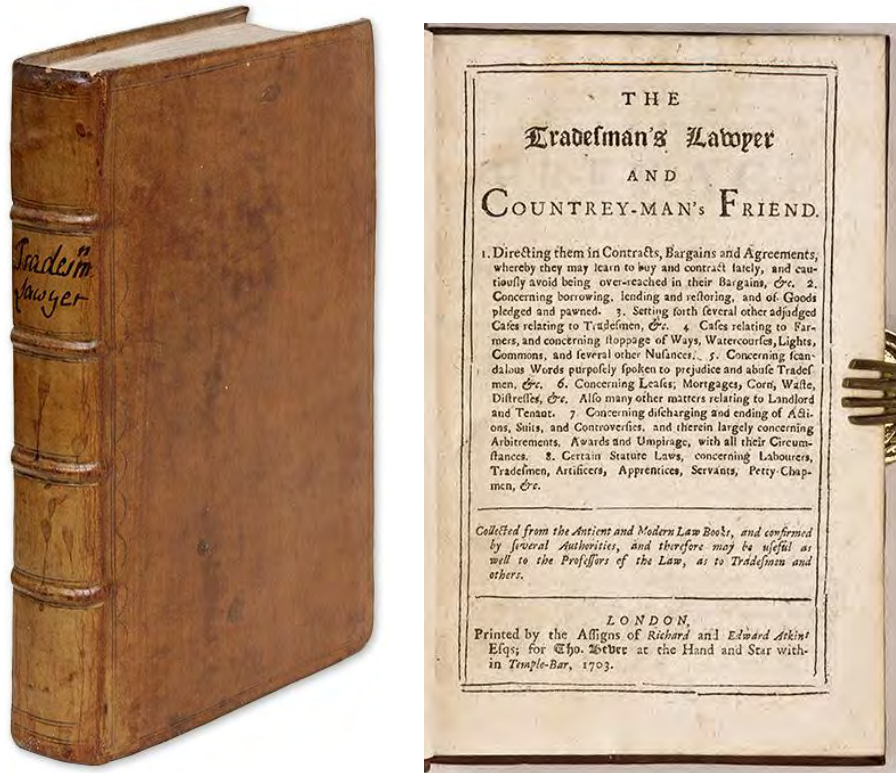 Tradesm̅n
Lawyer
THE
Tradeſman's Lawyer
AND
COUNTREY-MAN's FRIEND.
1. Directing them in Contracts, Bargains and Agreements,
whereby they may learn to buy and contract ſafely, and cau-
tiouſly avoid being over-reached in their Bargains, &c. 2.
Concerning borrowing, lending and reſtoring, and of Goods
pledged and pawned. 3. Setting forth ſeveral other adjudged
Caſes relating to Tradeſmen, &c. 4 Caſes relating to Far-
mers, and concerning ſtoppage of Ways, Watercourſes, Lights,
Commons, and ſeveral other Nuſances. 5. Concerning ſcan-
dalous Words purpoſely ſpoken to prejudice and abuſe Tradeſ
men, &c. 6. Concerning Leaſes, Mortgages, Corn, Waſte,
Diſtreſſes, &c. Alſo many other matters relating to Landlord
and Tenant. 7 Concerning diſcharging and ending of Acti-
ons, Suits, and Controverſies, and therein largely concerning
Arbitrements, Awards and Umpirage, with all their Circum-
ſtances. 8. Certain Stature Laws, concerning Labourers,
Tradeſmen, Artificers, Apprentices, Servants, Petty-Chap-
men, &c.
Collected from the Antient and Modern Law Books, and confirmed
by ſeveral Authorities, and therefore may be uſeful as
well to the Profeſſors of the Law, as to Tradeſmen and
others.
LONDON,
Printed by the Aſſigns of Richard and Edward Atkins
Eſqs; for Tho. at the Hand and Star with-
in Temple-Bar, 1703.